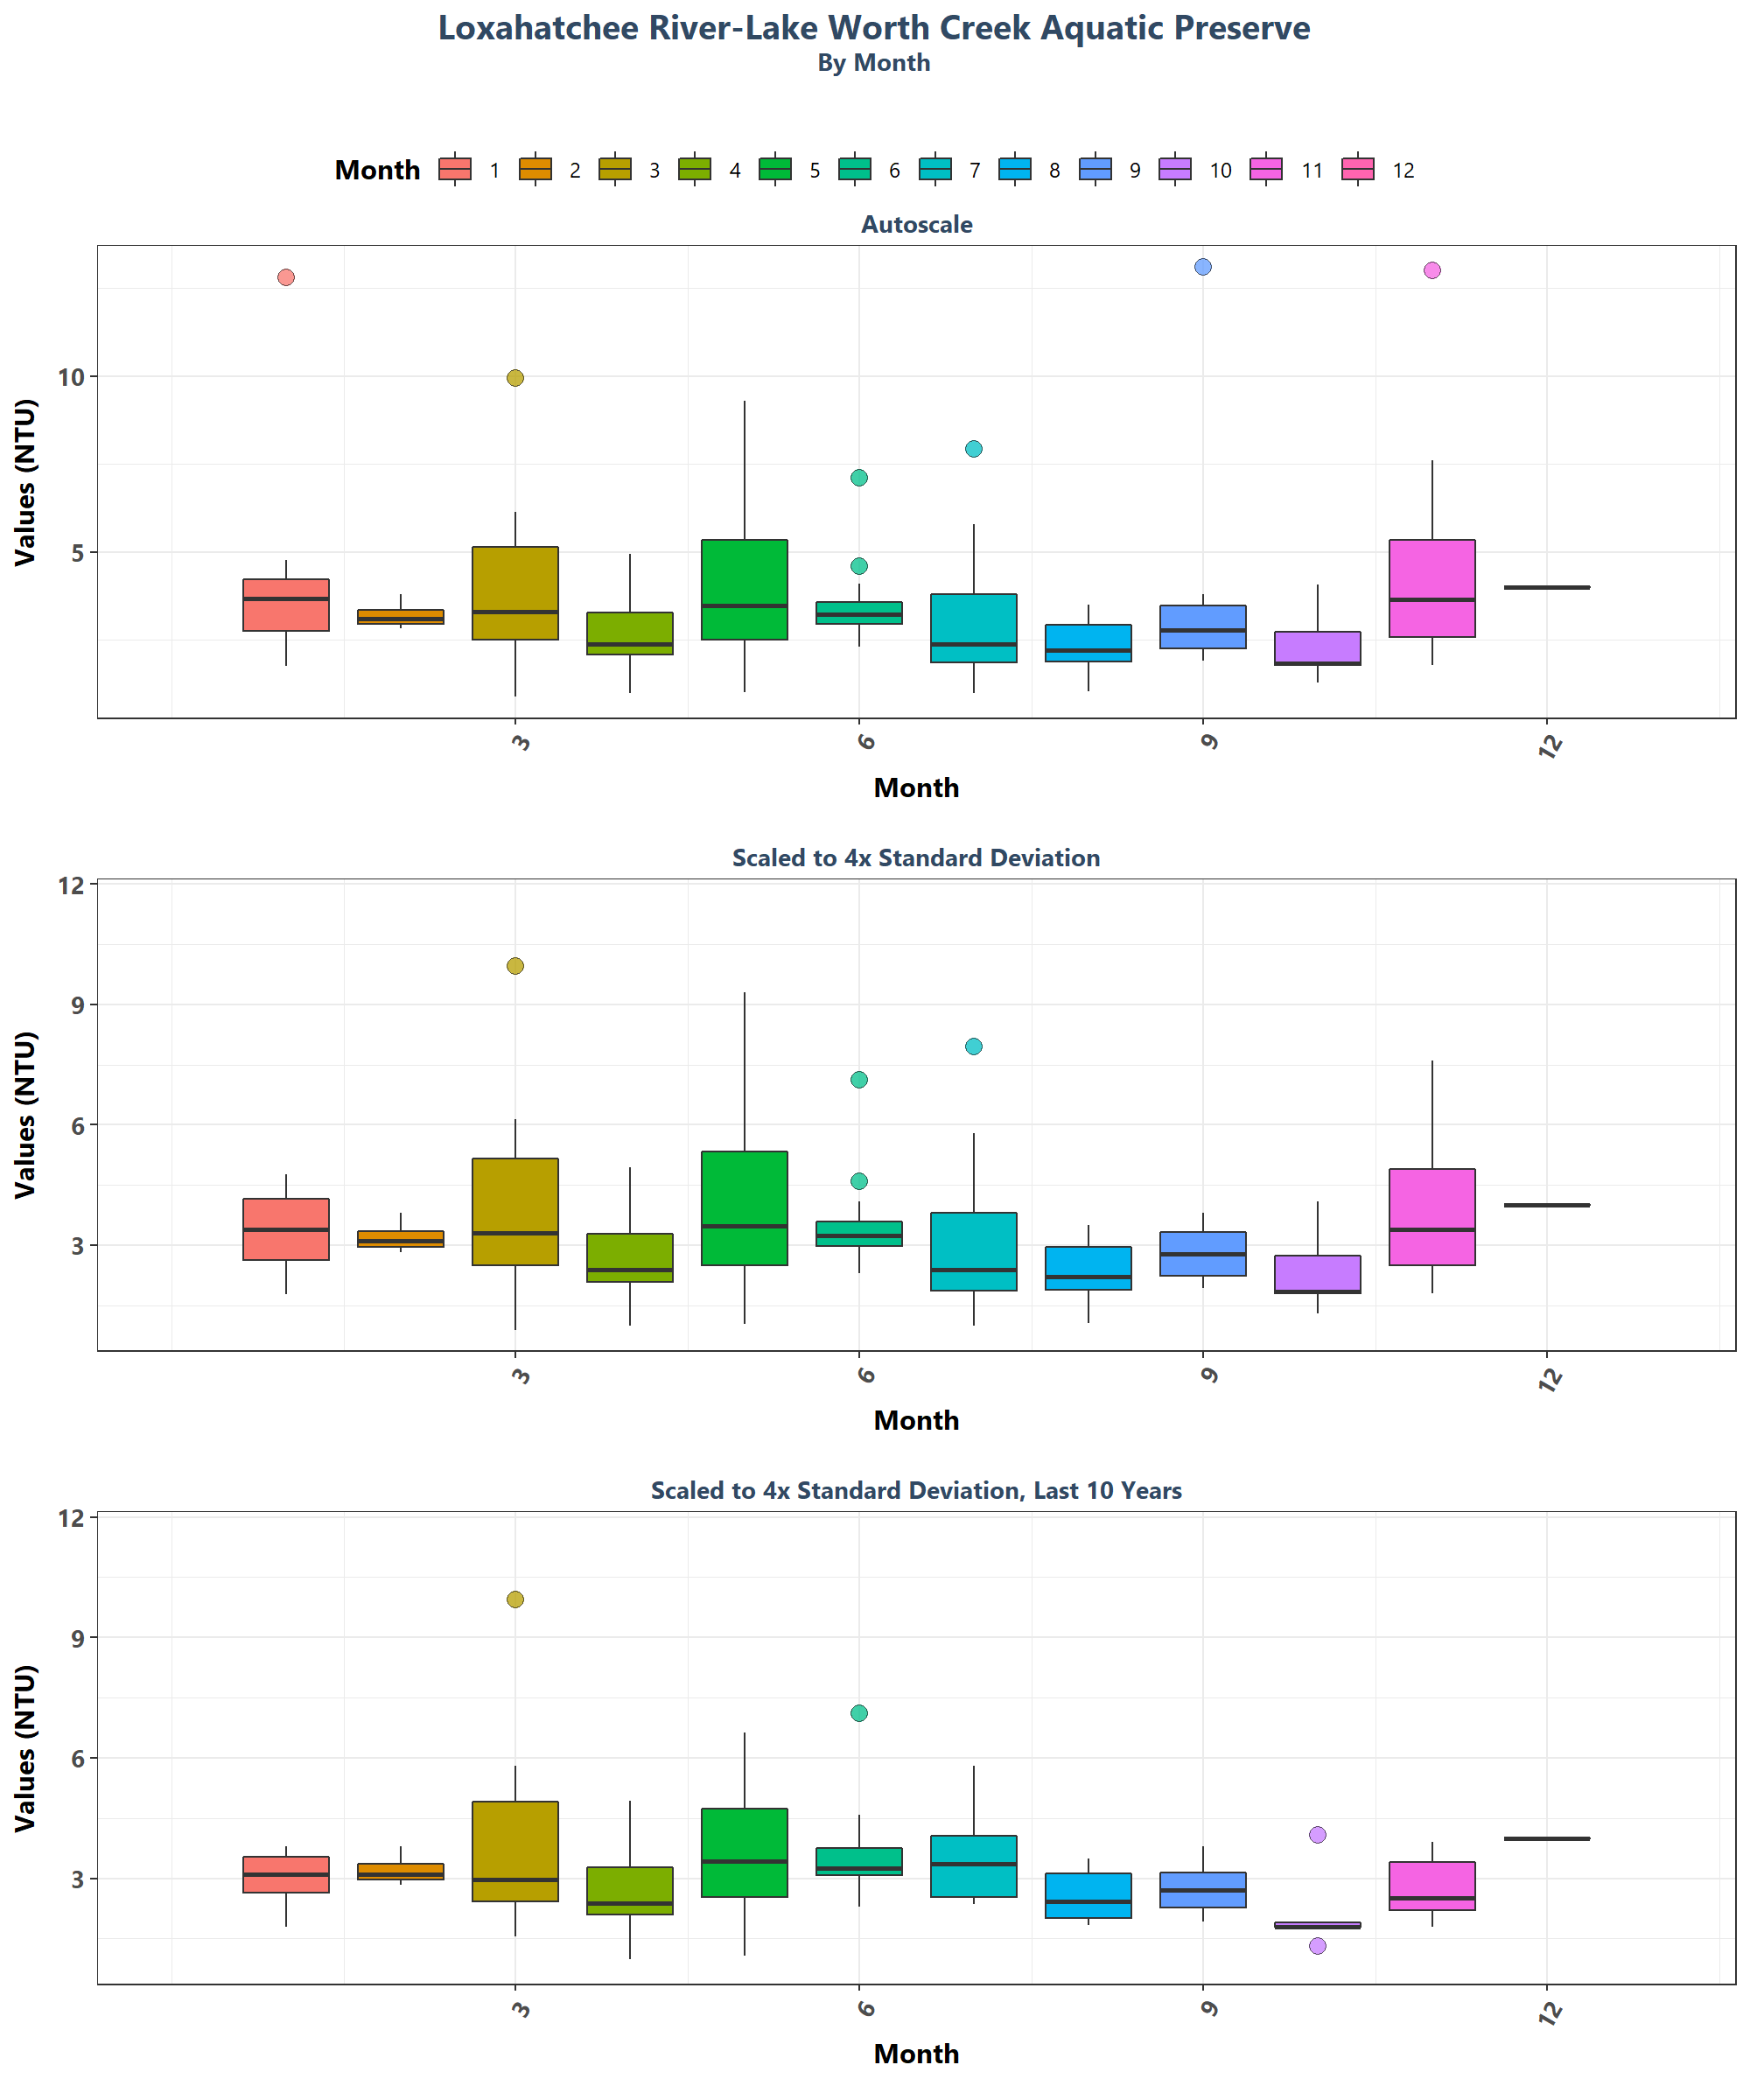 Loxahatchee River-Lake Worth Creek Aquatic Preserve
By Month
Month 1 2 3 4 5 6 7 8 9 10 11 12
Autoscale
Values (NTU)
10
5
3 6 9 12
Month
Scaled to 4x Standard Deviation
Values (NTU)
12
9
6
3
3 6 9 12
Month
Scaled to 4x Standard Deviation, Last 10 Years
Values (NTU)
12
9
6
3
3 6 9 12
Month